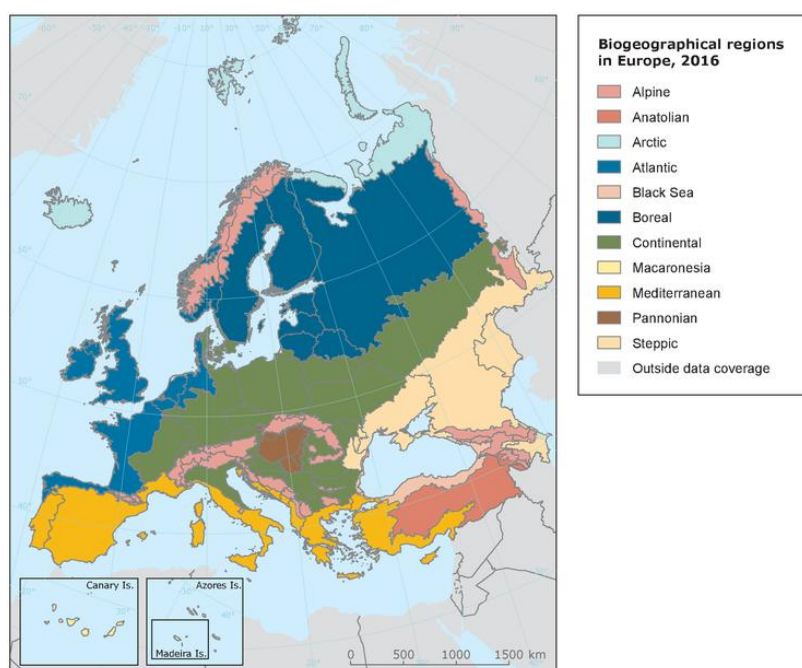 Biogeographical regions
in Europe, 2016
Alpine
Anatolian
Arctic
Atlantic
Black Sea
Boreal
Continental
Macaronesia
Mediterranean
Pannonian
Steppic
Outside data coverage
Canary Is.
Azores Is.
Madeira Is.
0 500 1000 1500 km